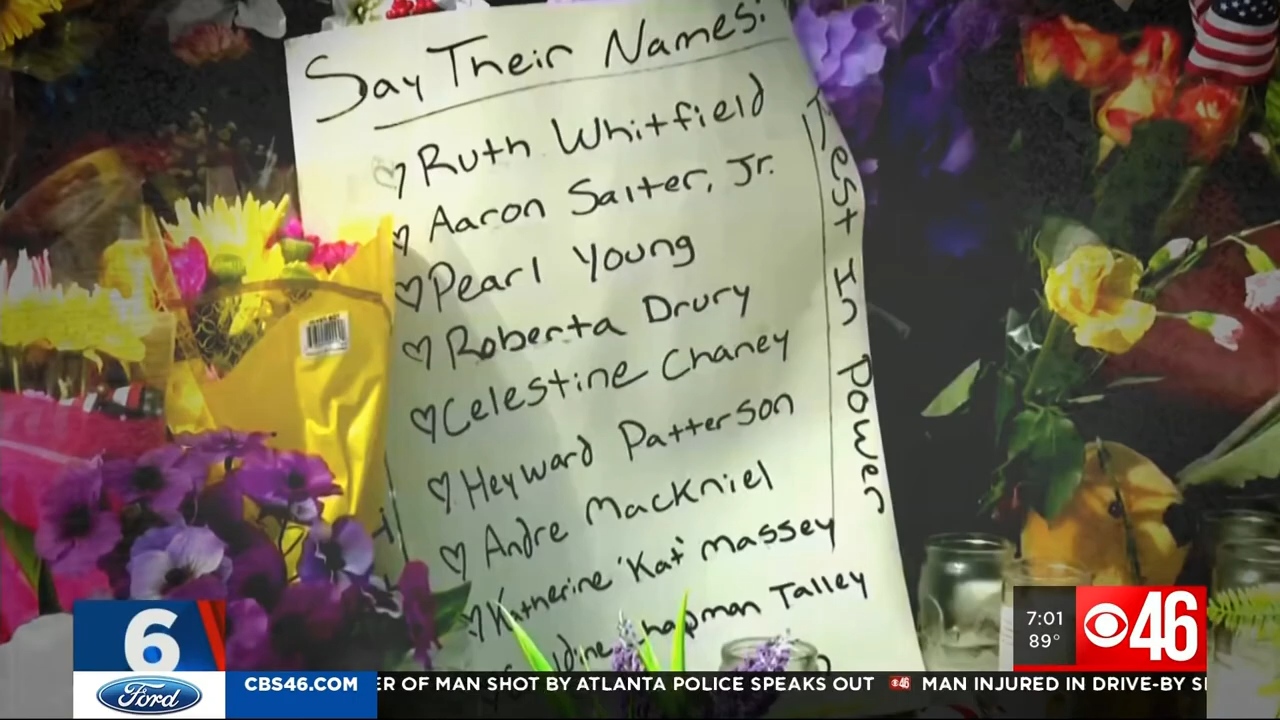 Say Their Names:
Ruth Whitfield
Aaron Salter, Jr.
Pearl Young
Roberta Drury
Celestine Chaney
Heyward Patterson
Andre Mackniel
Katherine 'Kat' Massey
Chapman Talley
Rest In Power
6
Ford
CBS46.COM
ER OF MAN SHOT BY ATLANTA POLICE SPEAKS OUT
46
MAN INJURED IN DRIVE-BY
7:01
89°
46